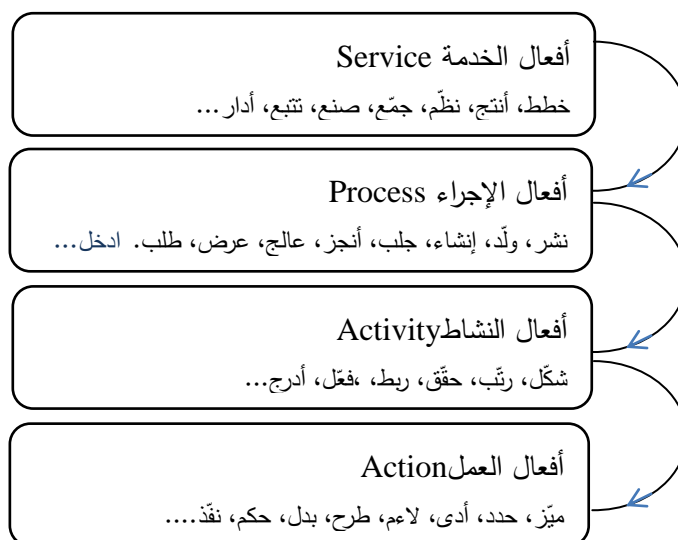 أفعال الخدمة Service
خطط، أنتج، نظّم، جمّع، صنع، تتبع، أدار...
أفعال الإجراء Process
نشر، ولّد، إنشاء، جلب، أنجز، عالج، عرض، طلب. ادخل...
أفعال النشاطActivity
شكّل، رتّب، حقّق، ربط، ،فعّل، أدرج...
أفعال العملAction
ميّز، حدد، أدى، لاءم، طرح، بدل، حكم، نفّذ....